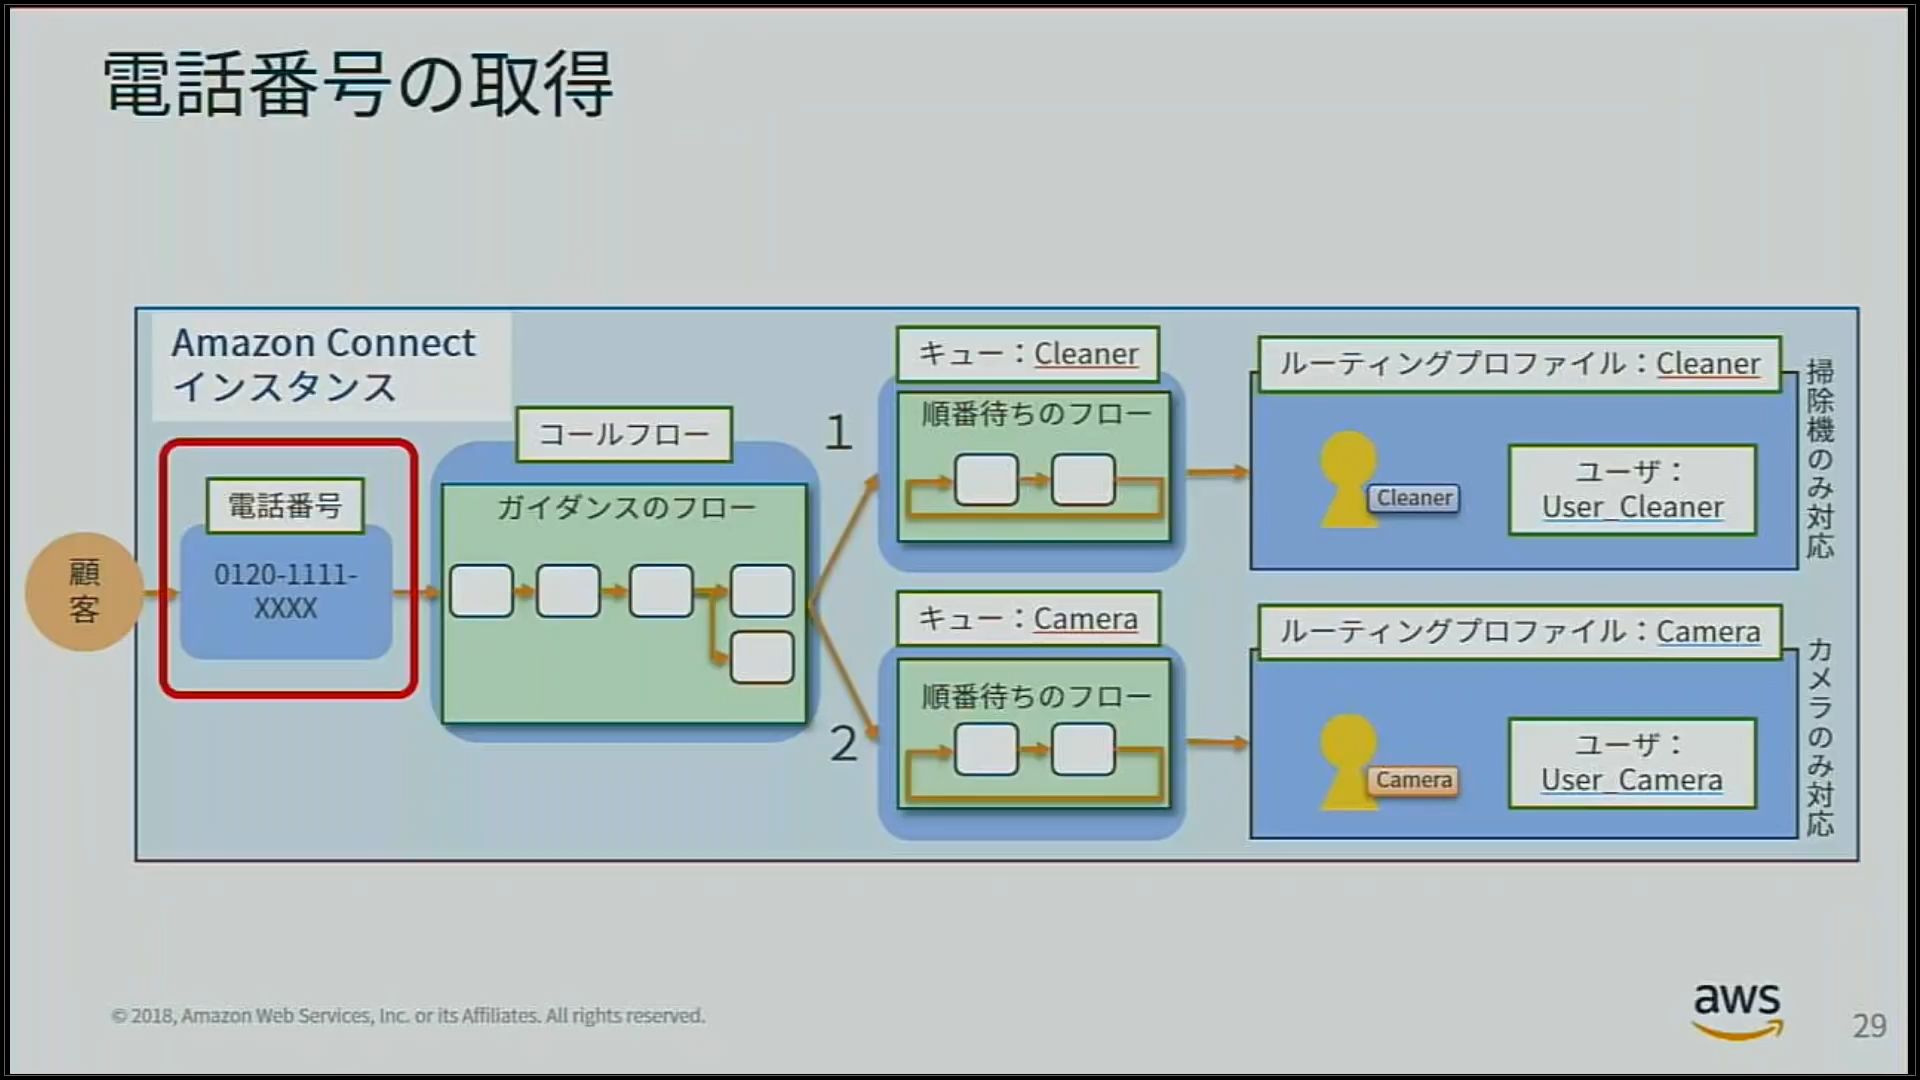 電話番号の取得
Amazon Connect
インスタンス
顧
客
電話番号
0120-1111-
XXXX
コールフロー
ガイダンスのフロー
1
2
キュー：Cleaner
順番待ちのフロー
キュー：Camera
順番待ちのフロー
ルーティングプロファイル：Cleaner
Cleaner
ユーザ：
User_Cleaner
掃除機のみ対応
ルーティングプロファイル：Camera
Camera
ユーザ：
User_Camera
カメラのみ対応
© 2018, Amazon Web Services, Inc. or its Affiliates. All rights reserved.
aws
29